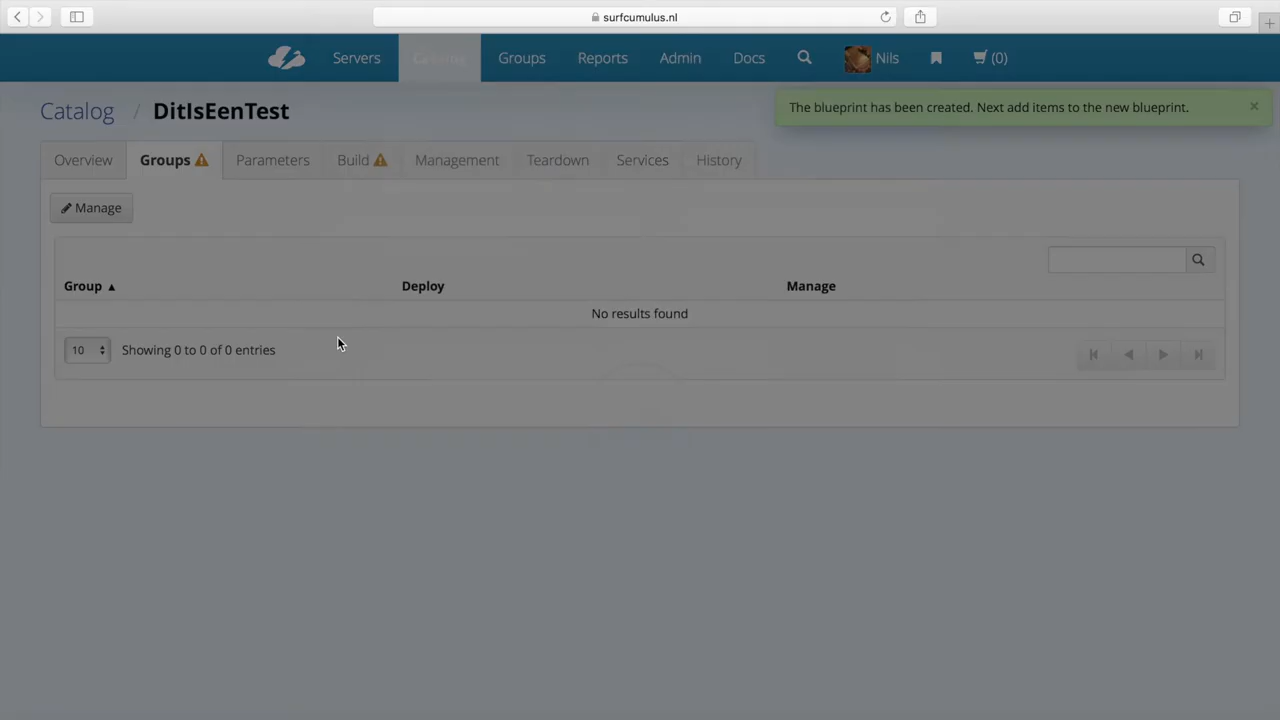 surfcumulus.nl
Servers Catalog Groups Reports Admin Docs Nils (0)
Catalog / DitIsEenTest
The blueprint has been created. Next add items to the new blueprint. ×
Overview Groups Parameters Build Management Teardown Services History
Manage
Group ▲ Deploy Manage
No results found
10 Showing 0 to 0 of 0 entries